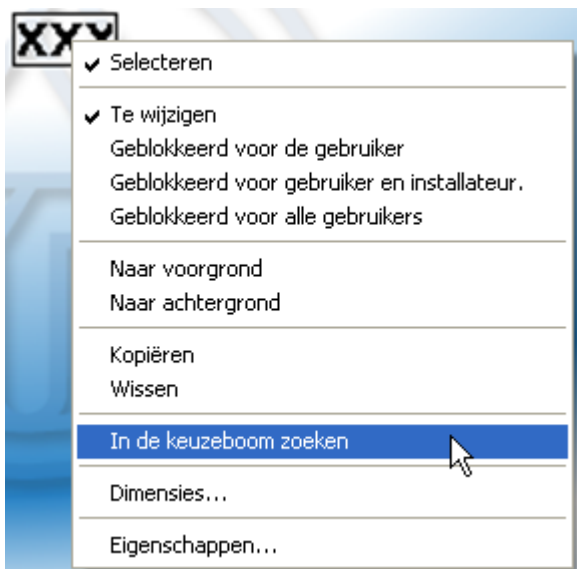 XXX
Selecteren
Te wijzigen
Geblokkeerd voor de gebruiker
Geblokkeerd voor gebruiker en installateur.
Geblokkeerd voor alle gebruikers
Naar voorgrond
Naar achtergrond
Kopiëren
Wissen
In de keuzeboom zoeken
Dimensies...
Eigenschappen...